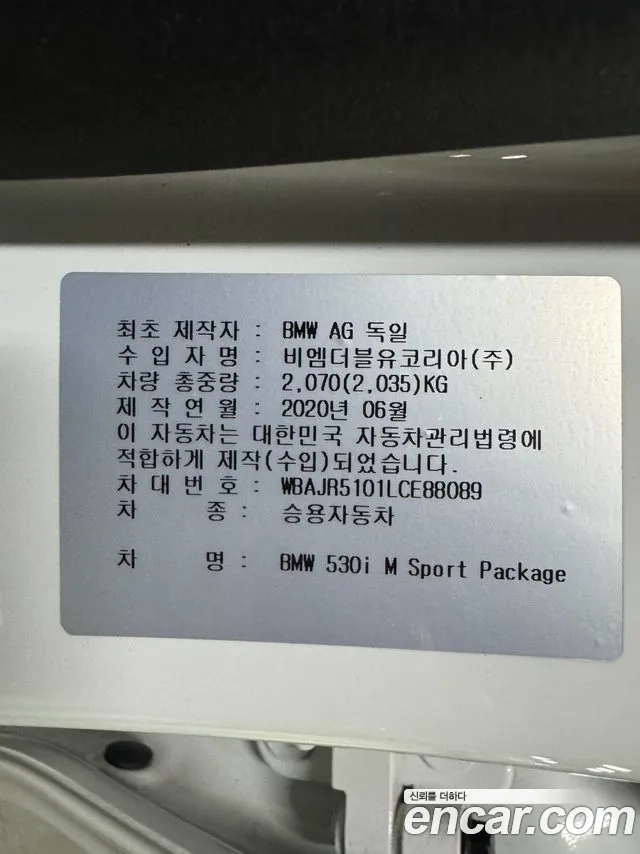 최초 제작자 : BMW AG 독일
수 입 자 명 : 비엠더블유코리아(주)
차량 총중량 : 2,070(2,035)KG
제 작 연 월 : 2020년 06월
이 자동차는 대한민국 자동차관리법령에
적합하게 제작(수입)되었습니다.
차 대 번 호 : WBAJR5101LCE88089
차 종 : 승용자동차
차 명 : BMW 530i M Sport Package
신뢰를 더하다
encar.com